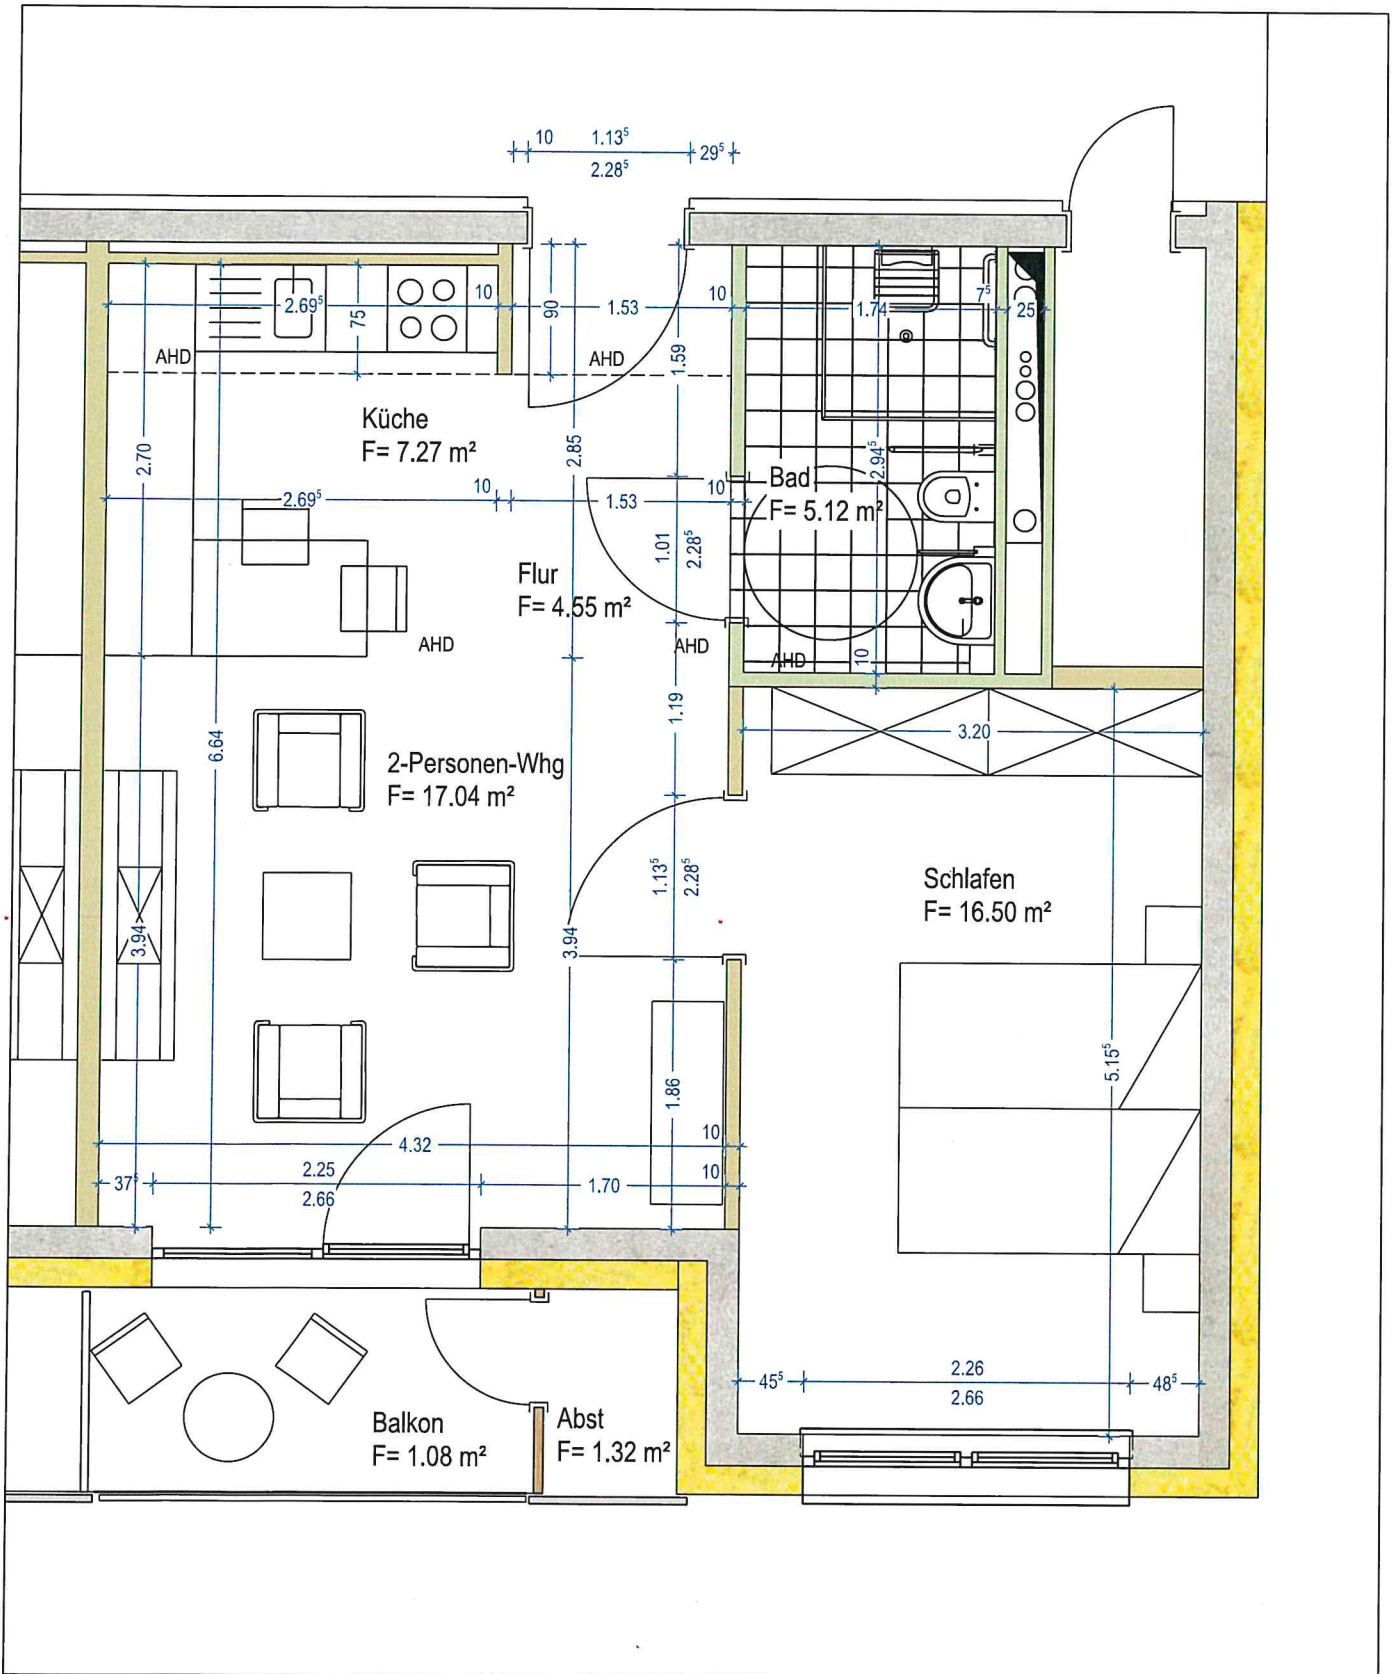 10 1.13⁵
29⁵
2.28⁵
2.69⁵
10
75
90
1.53
10
1.74
7⁵
25
AHD
AHD
1.59
Küche
F= 7.27 m²
2.70
2.85
2.94⁵
Bad
F= 5.12 m²
2.69⁵
10
1.53
10
1.01
2.28⁵
Flur
F= 4.55 m²
AHD
AHD
AHD
10
1.19
6.64
3.20
2-Personen-Whg
F= 17.04 m²
1.13⁵
2.28⁵
Schlafen
F= 16.50 m²
3.94
3.94
5.15⁵
1.86
4.32
10
37⁵
2.25
2.66
1.70
10
45⁵
2.26
2.66
48⁵
Balkon
F= 1.08 m²
Abst
F= 1.32 m²